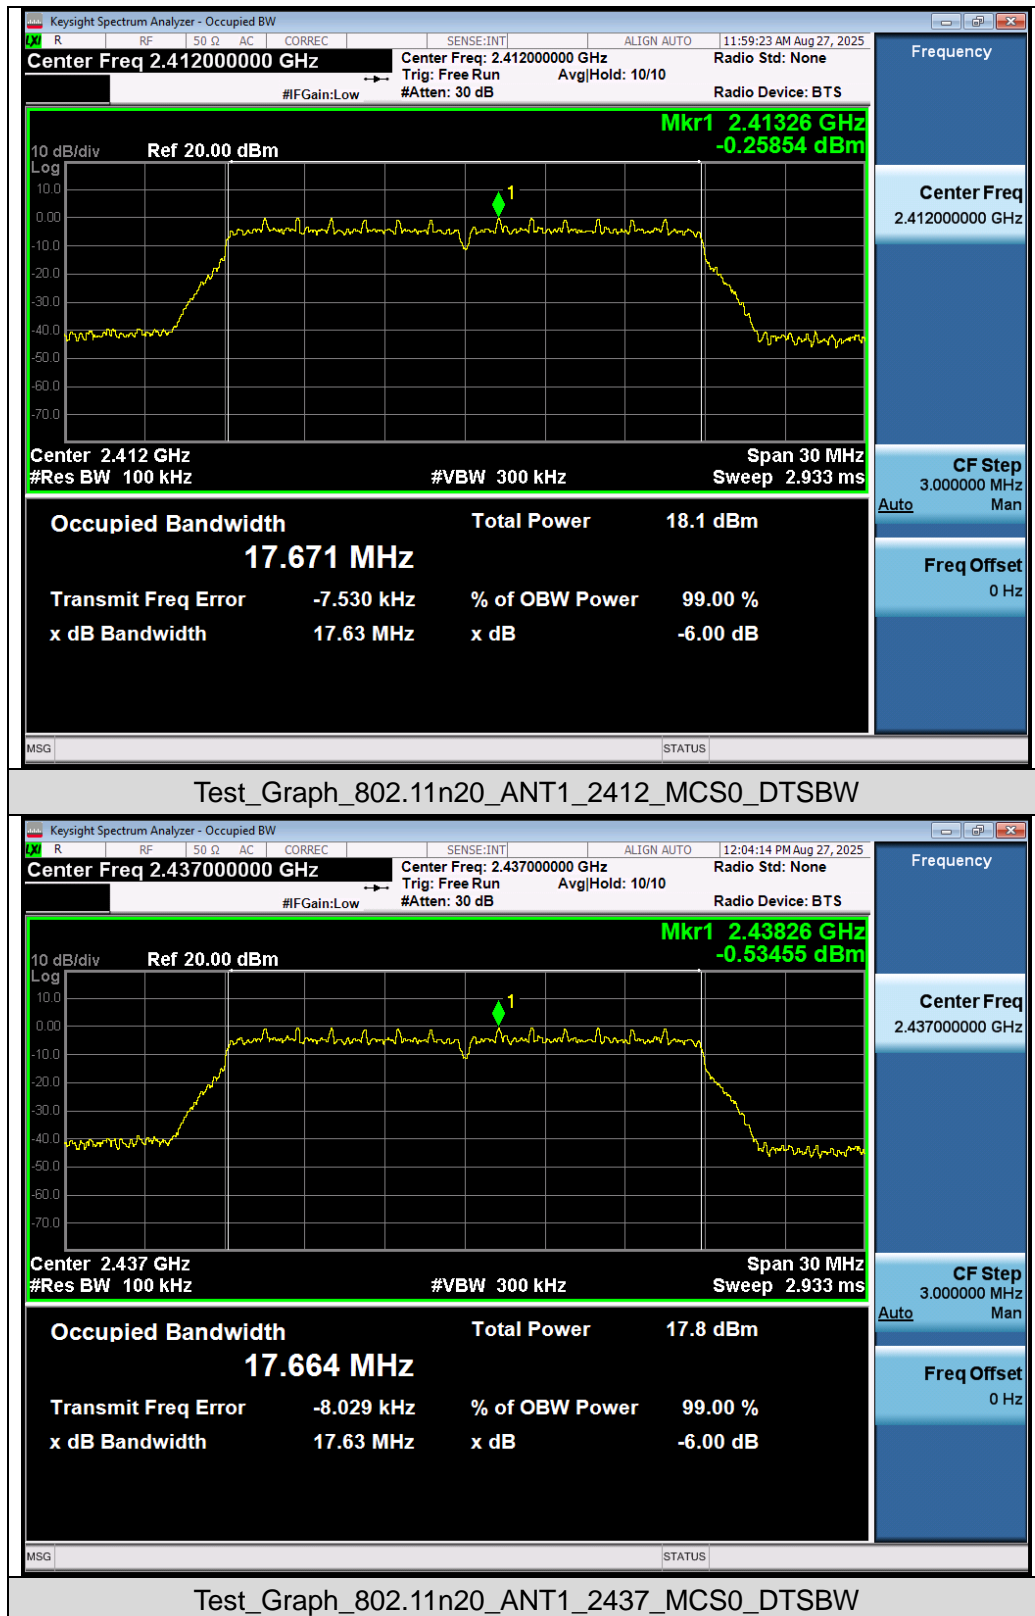 Keysight Spectrum Analyzer - Occupied BW
LXI R RF 50 Ω AC CORREC SENSE:INT ALIGN AUTO 11:59:23 AM Aug 27, 2025
Center Freq 2.412000000 GHz Center Freq: 2.412000000 GHz Radio Std: None
Trig: Free Run Avg|Hold: 10/10
#IFGain:Low #Atten: 30 dB Radio Device: BTS
Frequency
Mkr1 2.41326 GHz
-0.25854 dBm
10 dB/div Ref 20.00 dBm
Log
10.0
0.00
-10.0
-20.0
-30.0
-40.0
-50.0
-60.0
-70.0
1
Center 2.412 GHz Span 30 MHz
#Res BW 100 kHz #VBW 300 kHz Sweep 2.933 ms
Center Freq
2.412000000 GHz
CF Step
3.000000 MHz
Auto Man
Freq Offset
0 Hz
Occupied Bandwidth Total Power 18.1 dBm
17.671 MHz
Transmit Freq Error -7.530 kHz % of OBW Power 99.00 %
x dB Bandwidth 17.63 MHz x dB -6.00 dB
MSG STATUS
Test_Graph_802.11n20_ANT1_2412_MCS0_DTSBW
Keysight Spectrum Analyzer - Occupied BW
LXI R RF 50 Ω AC CORREC SENSE:INT ALIGN AUTO 12:04:14 PM Aug 27, 2025
Center Freq 2.437000000 GHz Center Freq: 2.437000000 GHz Radio Std: None
Trig: Free Run Avg|Hold: 10/10
#IFGain:Low #Atten: 30 dB Radio Device: BTS
Frequency
Mkr1 2.43826 GHz
-0.53455 dBm
10 dB/div Ref 20.00 dBm
Log
10.0
0.00
-10.0
-20.0
-30.0
-40.0
-50.0
-60.0
-70.0
1
Center 2.437 GHz Span 30 MHz
#Res BW 100 kHz #VBW 300 kHz Sweep 2.933 ms
Center Freq
2.437000000 GHz
CF Step
3.000000 MHz
Auto Man
Freq Offset
0 Hz
Occupied Bandwidth Total Power 17.8 dBm
17.664 MHz
Transmit Freq Error -8.029 kHz % of OBW Power 99.00 %
x dB Bandwidth 17.63 MHz x dB -6.00 dB
MSG STATUS
Test_Graph_802.11n20_ANT1_2437_MCS0_DTSBW